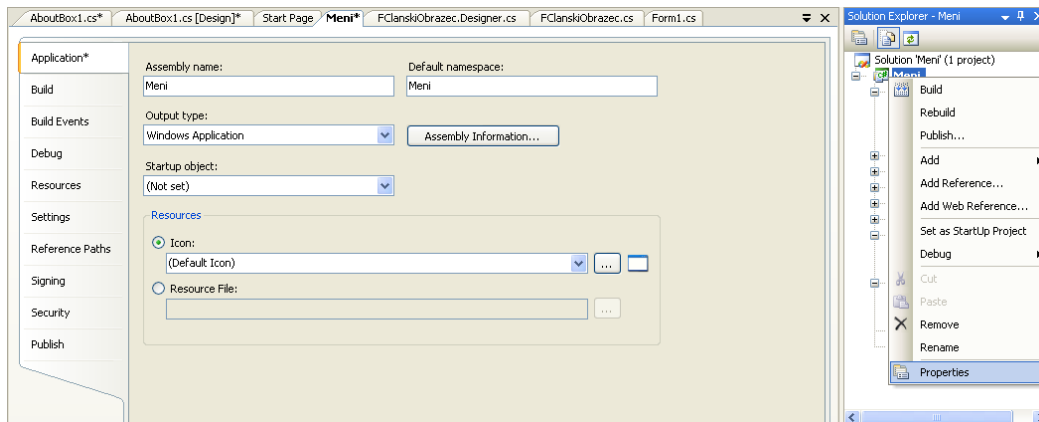 AboutBox1.cs* AboutBox1.cs [Design]* Start Page Meni* FClanskiObrazec.Designer.cs FClanskiObrazec.cs Form1.cs
Application*
Build
Build Events
Debug
Resources
Settings
Reference Paths
Signing
Security
Publish
Assembly name: Default namespace:
Meni Meni
Output type:
Windows Application Assembly Information...
Startup object:
(Not set)
Resources
Icon:
(Default Icon) ...
Resource File:
...
Solution Explorer - Meni
Solution 'Meni' (1 project)
Meni
Build
Rebuild
Publish...
Add
Add Reference...
Add Web Reference...
Set as StartUp Project
Debug
Cut
Paste
Remove
Rename
Properties